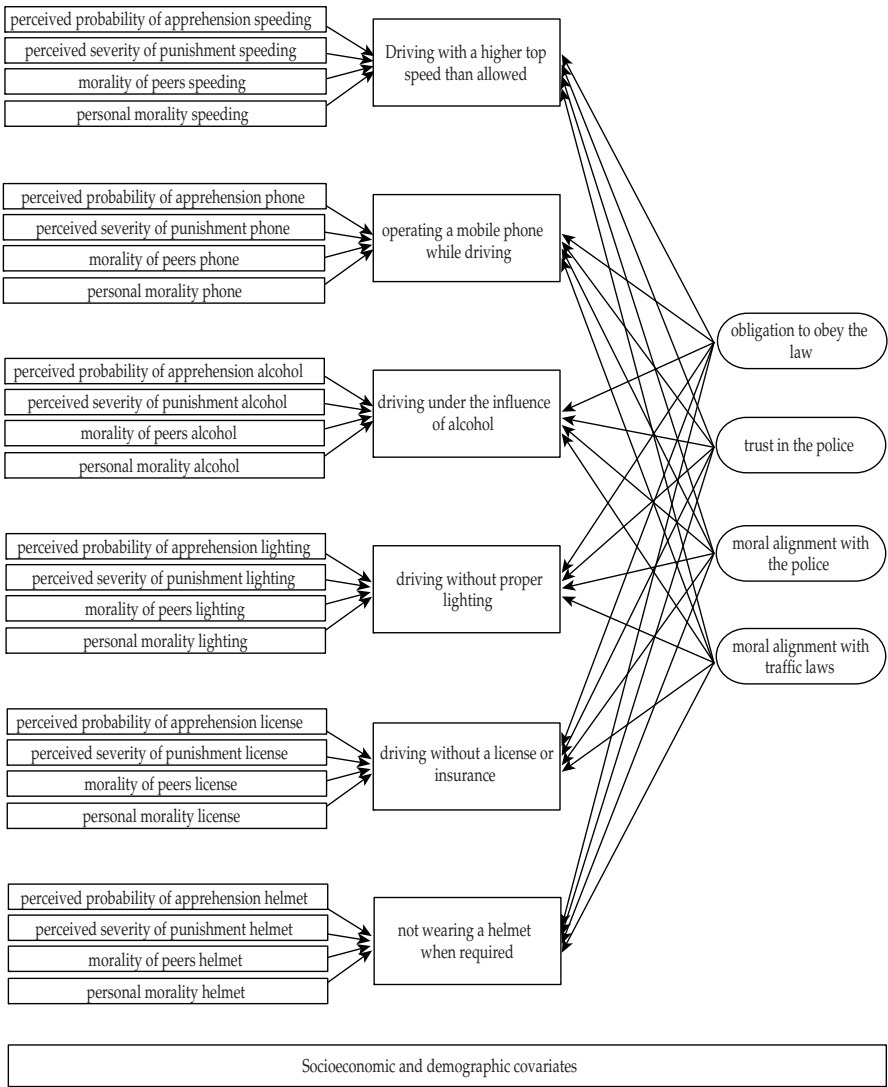 perceived probability of apprehension speeding
perceived severity of punishment speeding
morality of peers speeding
personal morality speeding
Driving with a higher top
speed than allowed
perceived probability of apprehension phone
perceived severity of punishment phone
morality of peers phone
personal morality phone
operating a mobile phone
while driving
perceived probability of apprehension alcohol
perceived severity of punishment alcohol
morality of peers alcohol
personal morality alcohol
driving under the influence
of alcohol
perceived probability of apprehension lighting
perceived severity of punishment lighting
morality of peers lighting
personal morality lighting
driving without proper
lighting
perceived probability of apprehension license
perceived severity of punishment license
morality of peers license
personal morality license
driving without a license or
insurance
perceived probability of apprehension helmet
perceived severity of punishment helmet
morality of peers helmet
personal morality helmet
not wearing a helmet
when required
obligation to obey the
law
trust in the police
moral alignment with
the police
moral alignment with
traffic laws
Socioeconomic and demographic covariates